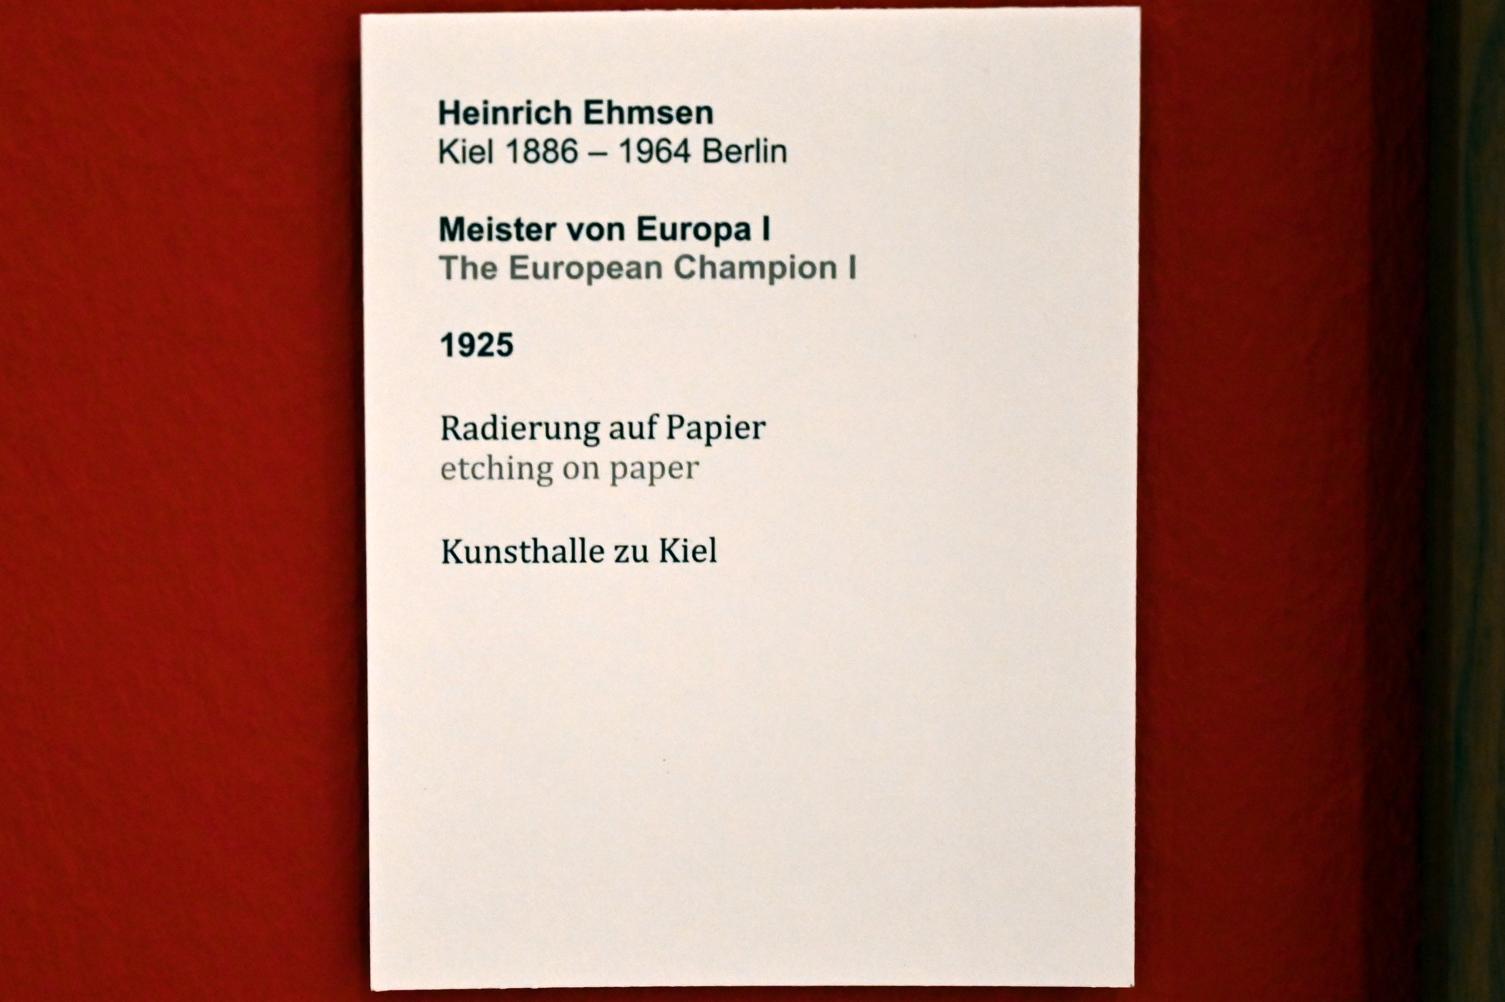 Heinrich Ehmsen
Kiel 1886 – 1964 Berlin
Meister von Europa I
The European Champion I
1925
Radierung auf Papier
etching on paper
Kunsthalle zu Kiel